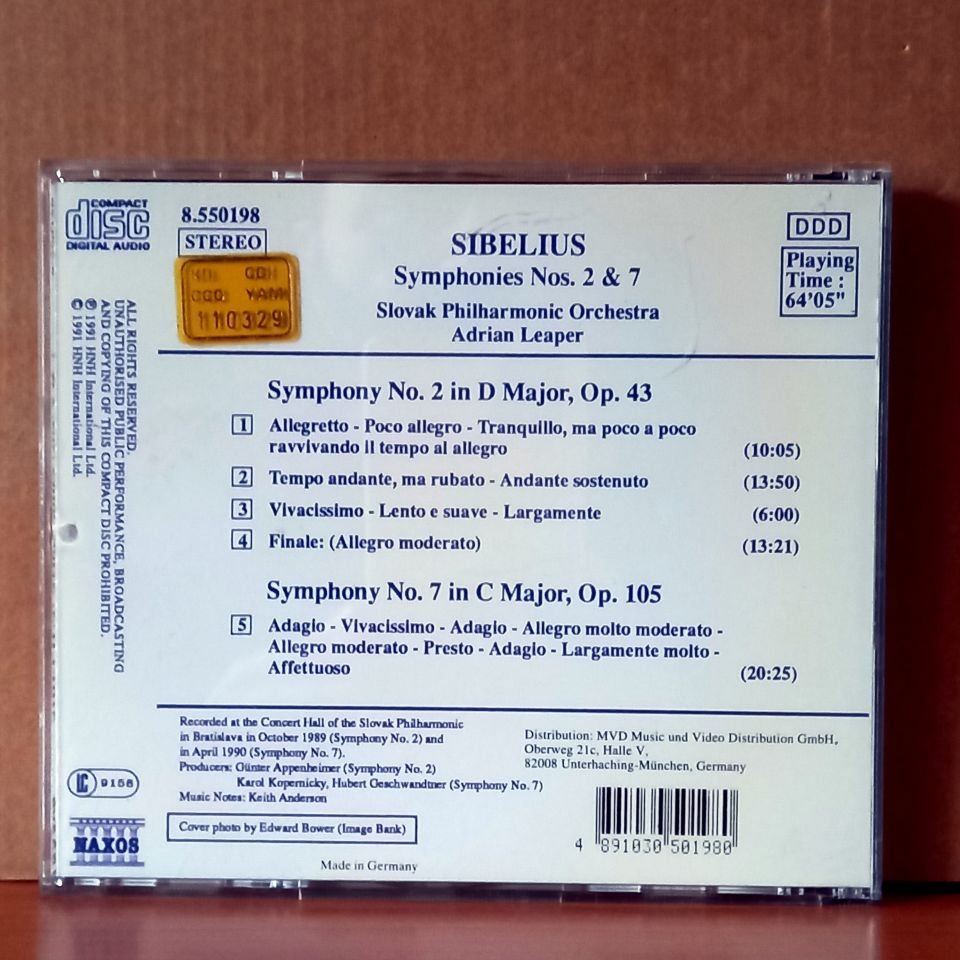 COMPACT
disc
DIGITAL AUDIO
8.550198
STEREO
110329
SIBELIUS
Symphonies Nos. 2 & 7
Slovak Philharmonic Orchestra
Adrian Leaper
DDD
Playing
Time :
64'05"
ALL RIGHTS RESERVED.
UNAUTHORISED PUBLIC PERFORMANCE, BROADCASTING
AND COPYING OF THIS COMPACT DISC PROHIBITED.
℗ 1991 HNH International Ltd.
© 1991 HNH International Ltd.
Symphony No. 2 in D Major, Op. 43
1 Allegretto - Poco allegro - Tranquillo, ma poco a poco
ravvivando il tempo al allegro (10:05)
2 Tempo andante, ma rubato - Andante sostenuto (13:50)
3 Vivacissimo - Lento e suave - Largamente (6:00)
4 Finale: (Allegro moderato) (13:21)
Symphony No. 7 in C Major, Op. 105
5 Adagio - Vivacissimo - Adagio - Allegro molto moderato -
Allegro moderato - Presto - Adagio - Largamente molto -
Affettuoso (20:25)
Recorded at the Concert Hall of the Slovak Philharmonic
in Bratislava in October 1989 (Symphony No. 2) and
in April 1990 (Symphony No. 7).
Producers: Günter Appenheimer (Symphony No. 2)
Karol Kopernicky, Hubert Geschwandtner (Symphony No. 7)
Music Notes: Keith Anderson
Cover photo by Edward Bower (Image Bank)
Made in Germany
Distribution: MVD Music und Video Distribution GmbH,
Oberweg 21c, Halle V,
82008 Unterhaching-München, Germany
4 891030 501980
LC 9158
NAXOS